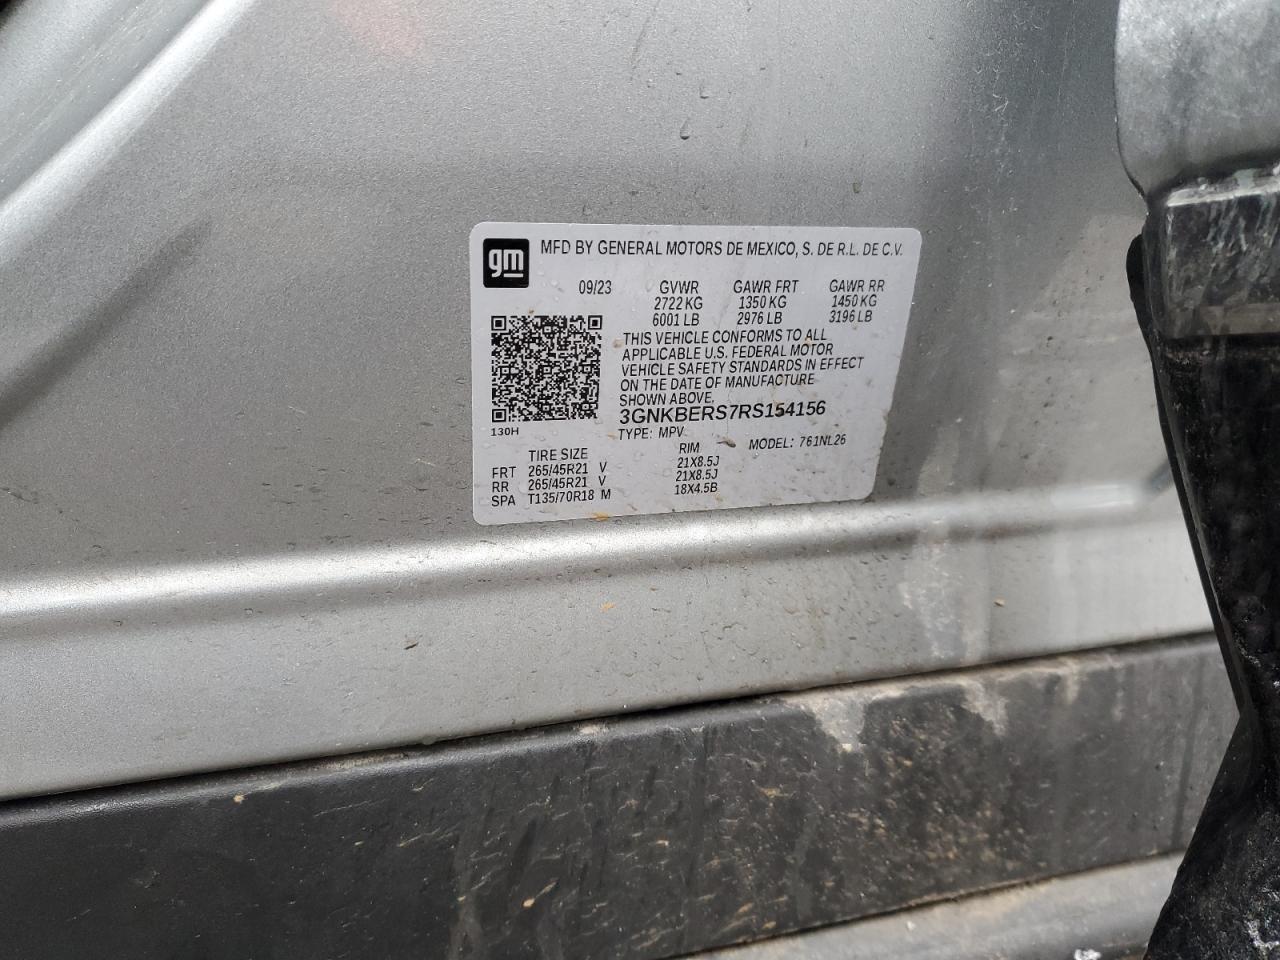 gm
MFD BY GENERAL MOTORS DE MEXICO, S. DE R.L. DE C.V.
09/23 GVWR GAWR FRT GAWR RR
2722 KG 1350 KG 1450 KG
6001 LB 2976 LB 3196 LB
THIS VEHICLE CONFORMS TO ALL
APPLICABLE U.S. FEDERAL MOTOR
VEHICLE SAFETY STANDARDS IN EFFECT
ON THE DATE OF MANUFACTURE
SHOWN ABOVE.
3GNKBERS7RS154156
130H
TYPE: MPV MODEL: 761NL26
TIRE SIZE RIM
FRT 265/45R21 V 21X8.5J
RR 265/45R21 V 21X8.5J
SPA T135/70R18 M 18X4.5B